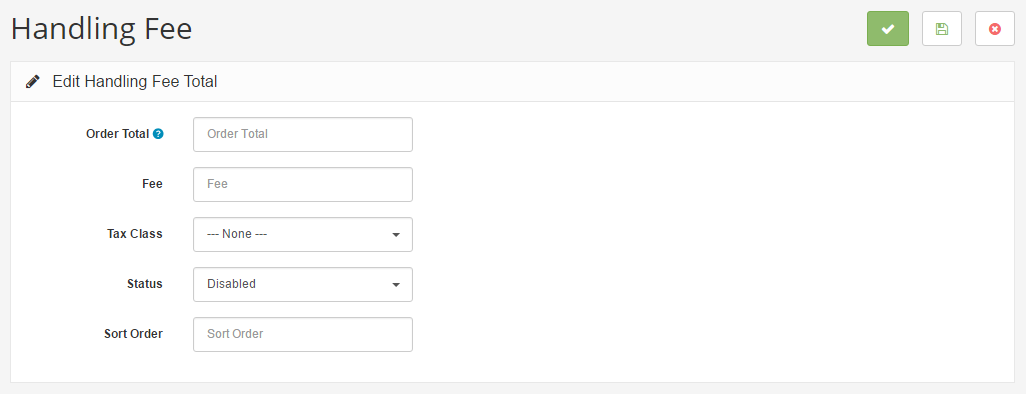 Handling Fee
Edit Handling Fee Total
Order Total ?
Order Total
Fee
Fee
Tax Class
--- None ---
Status
Disabled
Sort Order
Sort Order